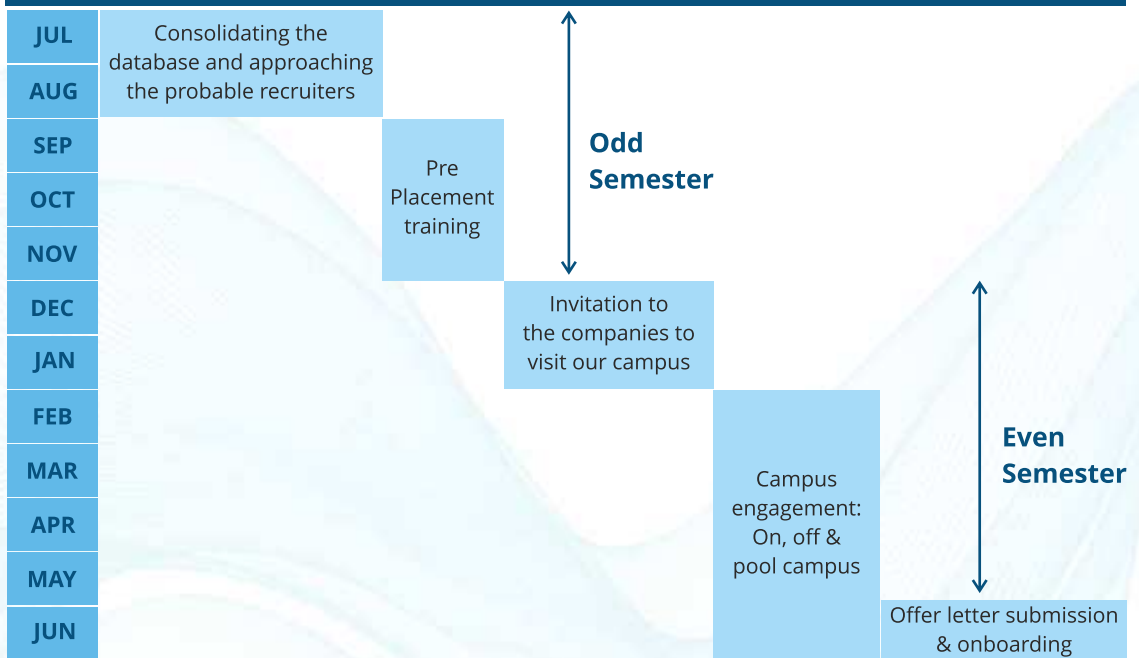 JUL
AUG
SEP
OCT
NOV
DEC
JAN
FEB
MAR
APR
MAY
JUN
Consolidating the
database and approaching
the probable recruiters
Pre
Placement
training
Odd
Semester
Invitation to
the companies to
visit our campus
Campus
engagement:
On, off &
pool campus
Even
Semester
Offer letter submission
& onboarding